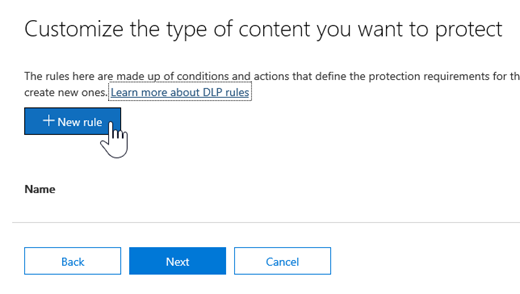 Customize the type of content you want to protect
The rules here are made up of conditions and actions that define the protection requirements for th
create new ones. Learn more about DLP rules
+ New rule
Name
Back Next Cancel